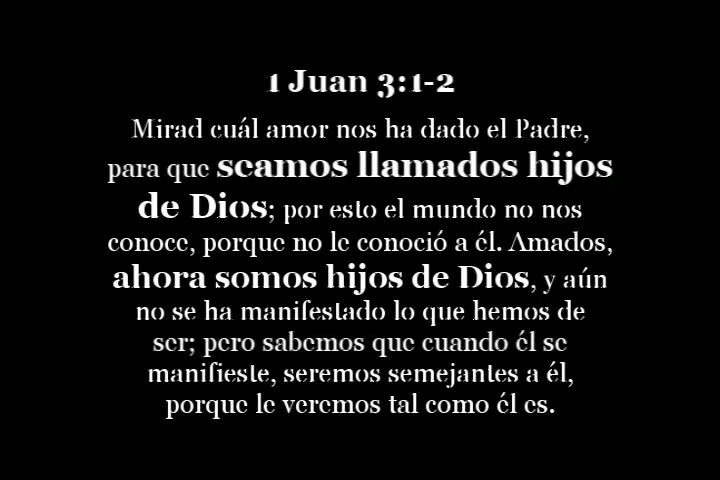 1 Juan 3:1-2
Mirad cuál amor nos ha dado el Padre,
para que seamos llamados hijos
de Dios; por esto el mundo no nos
conoce, porque no le conoció a él. Amados,
ahora somos hijos de Dios, y aún
no se ha manifestado lo que hemos de
ser; pero sabemos que cuando él se
manifieste, seremos semejantes a él,
porque le veremos tal como él es.